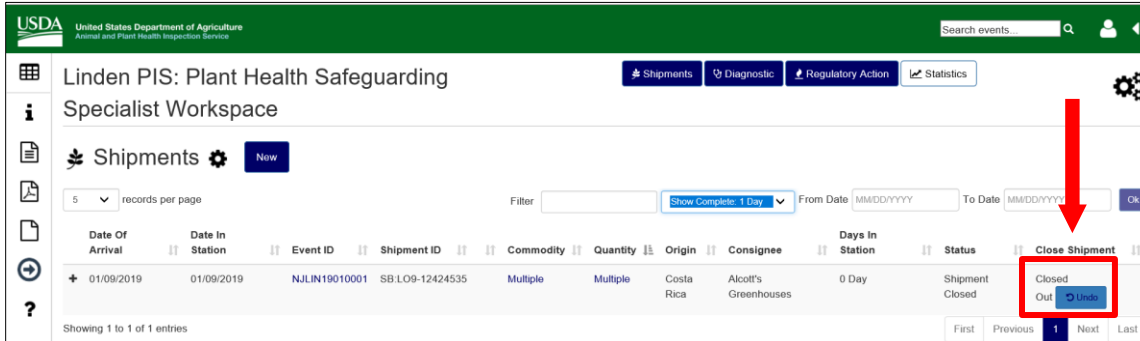 USDA
United States Department of Agriculture
Animal and Plant Health Inspection Service
Search events...
Linden PIS: Plant Health Safeguarding
Specialist Workspace
Shipments
Diagnostic
Regulatory Action
Statistics
Shipments
New
5 records per page
Filter
Show Complete: 1 Day
From Date MM/DD/YYYY
To Date MM/DD/YYYY
Ok
Date Of Arrival
Date In Station
Event ID
Shipment ID
Commodity
Quantity
Origin
Consignee
Days In Station
Status
Close Shipment
+ 01/09/2019
01/09/2019
NJLIN19010001
SB:LO9-12424535
Multiple
Multiple
Costa Rica
Alcott's Greenhouses
0 Day
Shipment Closed
Closed Out
Undo
Showing 1 to 1 of 1 entries
First
Previous
1
Next
Last